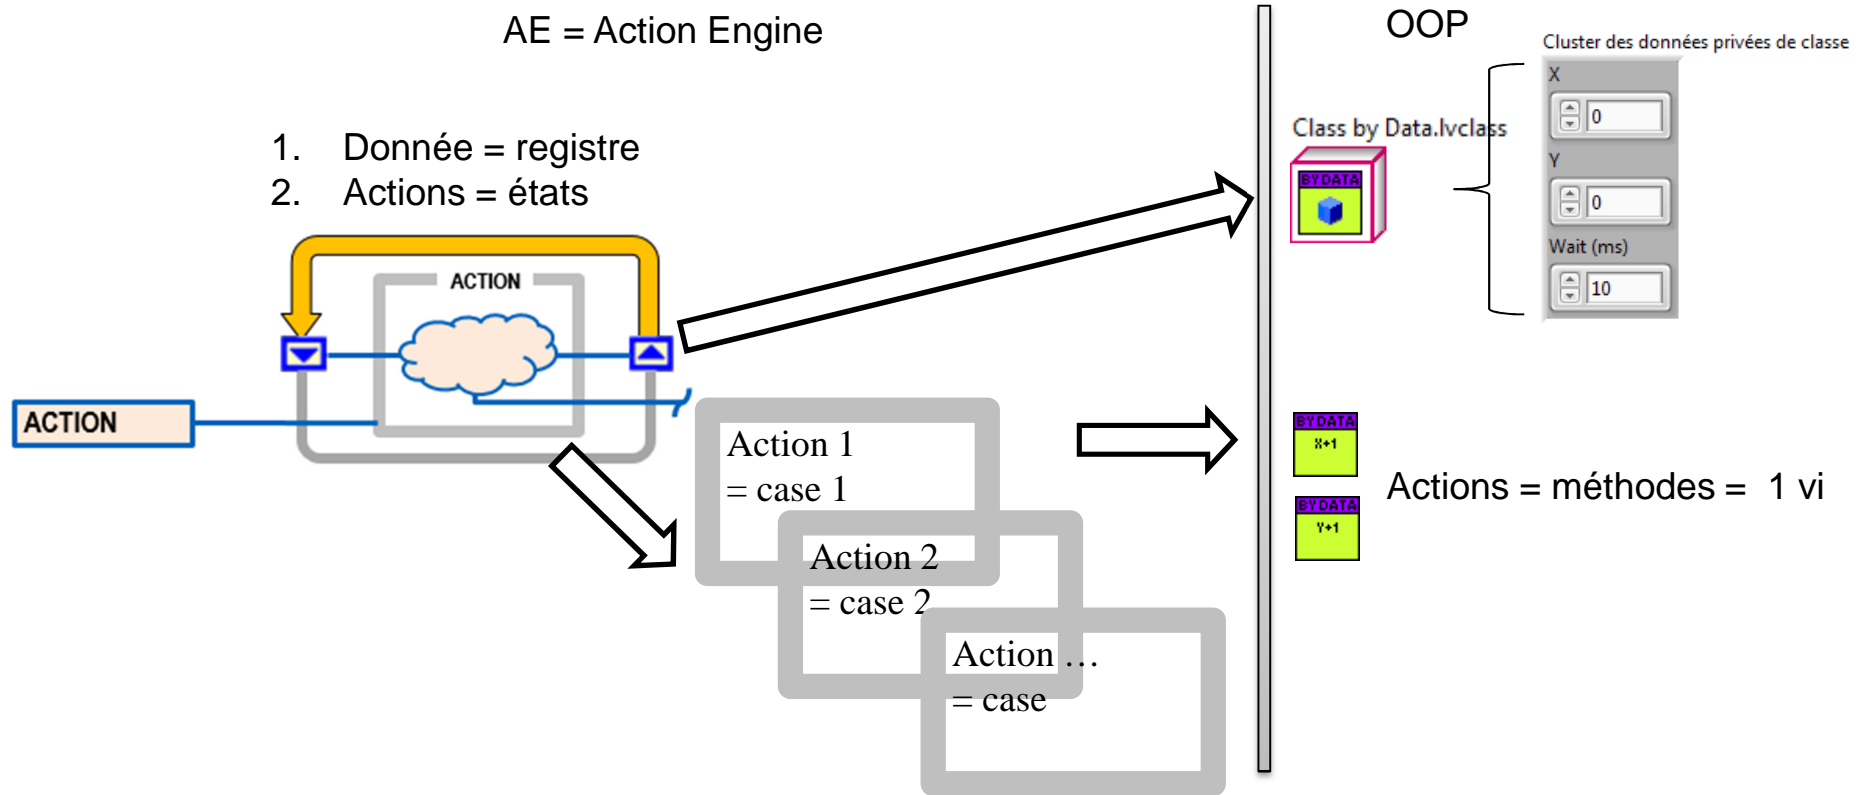 AE = Action Engine
1. Donnée = registre
2. Actions = états
ACTION
ACTION
Action 1
= case 1
Action 2
= case 2
Action …
= case
OOP
Cluster des données privées de classe
X
0
Y
0
Wait (ms)
10
Class by Data.lvclass
BYDATA
BYDATA
X+1
BYDATA
Y+1
Actions = méthodes = 1 vi